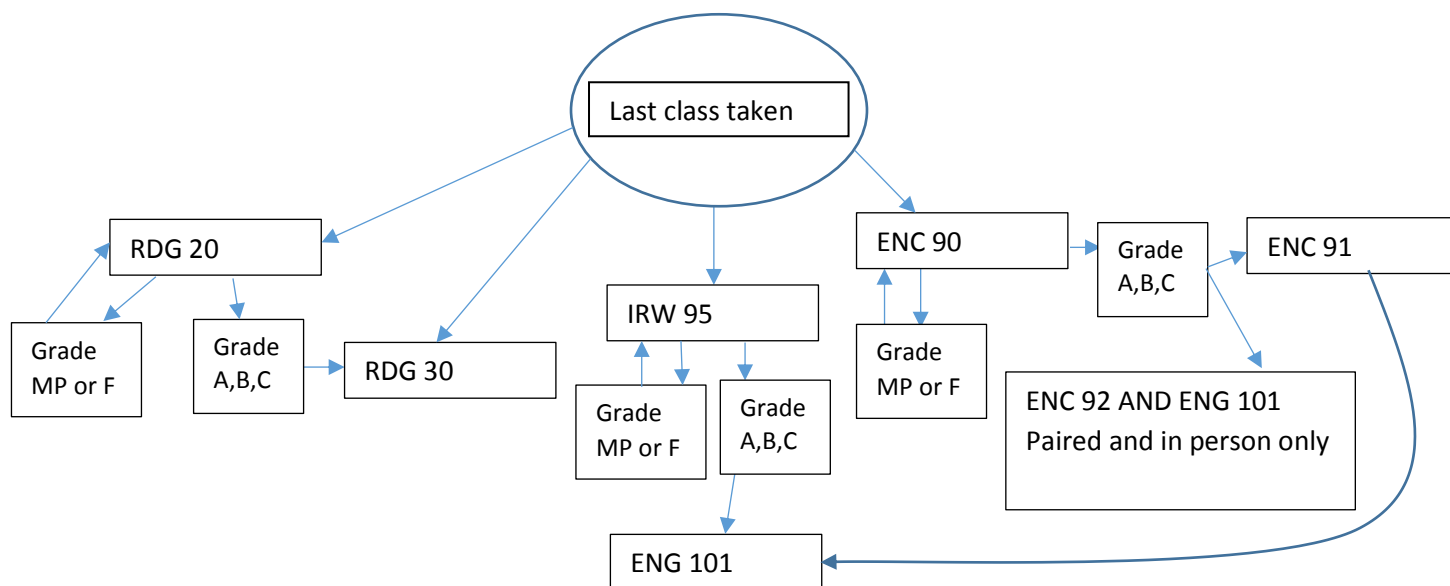 Last class taken
RDG 20
ENC 90
Grade
A,B,C
ENC 91
IRW 95
Grade
MP or F
Grade
A,B,C
RDG 30
Grade
MP or F
Grade
A,B,C
Grade
MP or F
ENC 92 AND ENG 101
Paired and in person only
ENG 101